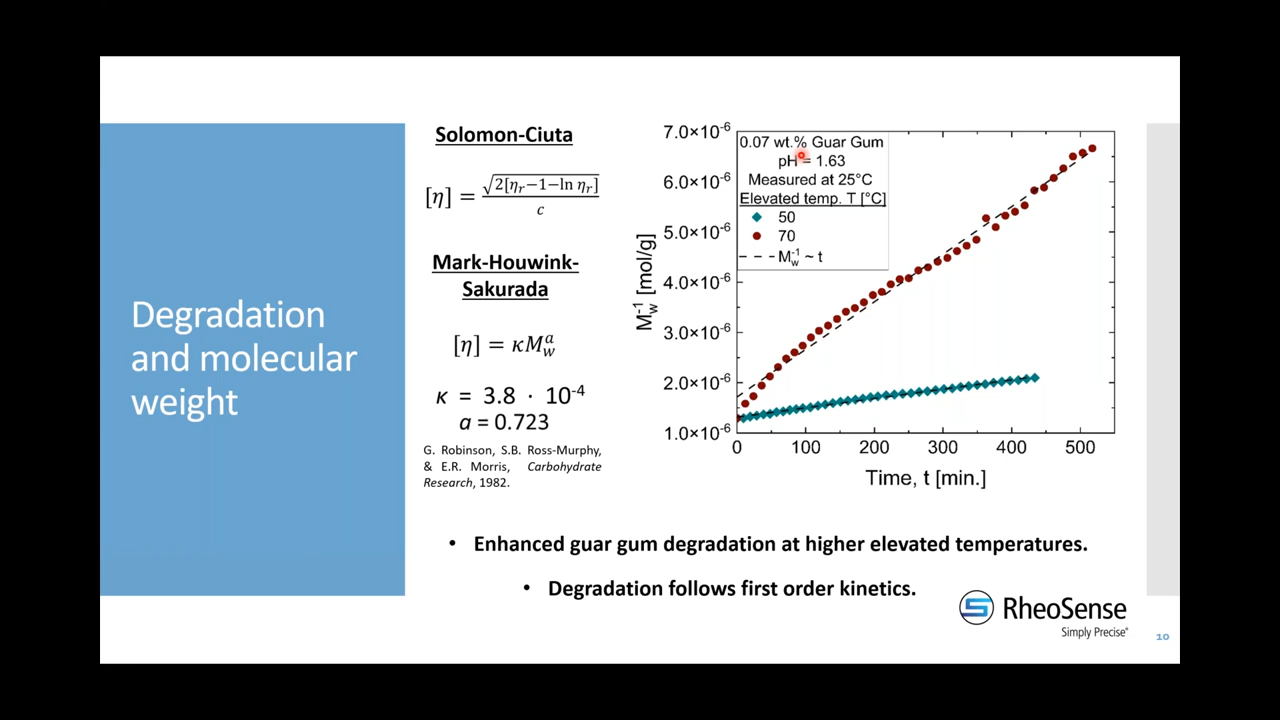 Degradation
and molecular
weight
Solomon-Ciuta
[η] = √2[ηr−1−ln ηr] / c
Mark-Houwink-
Sakurada
[η] = κM_w^a
κ = 3.8 · 10⁻⁴
a = 0.723
G. Robinson, S.B. Ross-Murphy,
& E.R. Morris, Carbohydrate
Research, 1982.
7.0×10⁻⁶
6.0×10⁻⁶
5.0×10⁻⁶
4.0×10⁻⁶
3.0×10⁻⁶
2.0×10⁻⁶
1.0×10⁻⁶
M_w⁻¹ [mol/g]
0.07 wt.% Guar Gum
pH = 1.63
Measured at 25°C
Elevated temp. T [°C]
50
70
M_w⁻¹ ~ t
0 100 200 300 400 500
Time, t [min.]
• Enhanced guar gum degradation at higher elevated temperatures.
• Degradation follows first order kinetics.
RheoSense
Simply Precise®
10